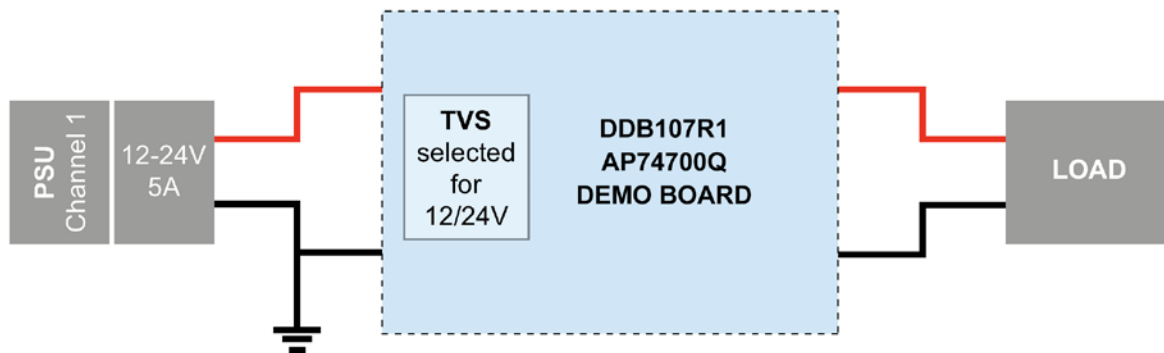 PSU
Channel 1
12-24V
5A
TVS
selected
for
12/24V
DDB107R1
AP74700Q
DEMO BOARD
LOAD